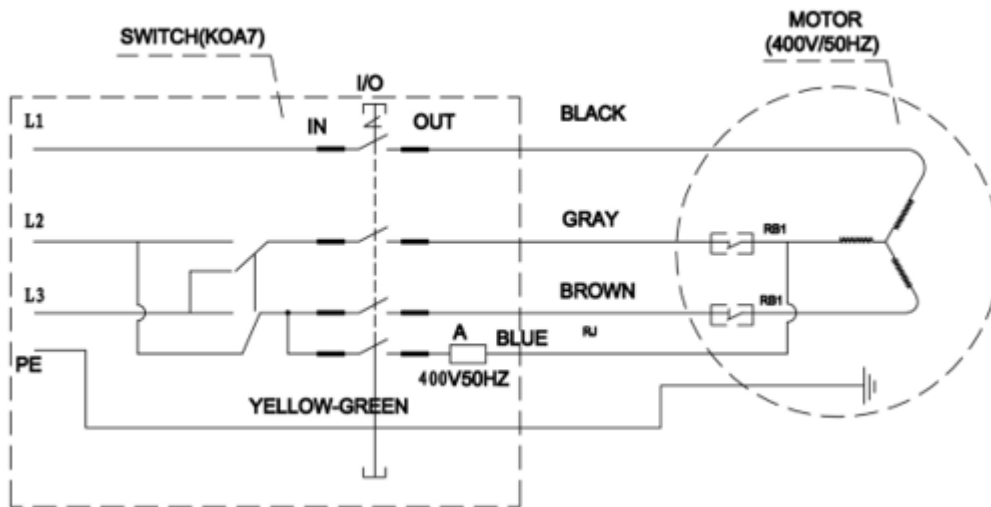 SWITCH(KOA7)
MOTOR
(400V/50HZ)
I/O
L1
IN
OUT
BLACK
L2
GRAY
RB1
L3
BROWN
RB1
A
BLUE
RJ
PE
400V50HZ
YELLOW-GREEN